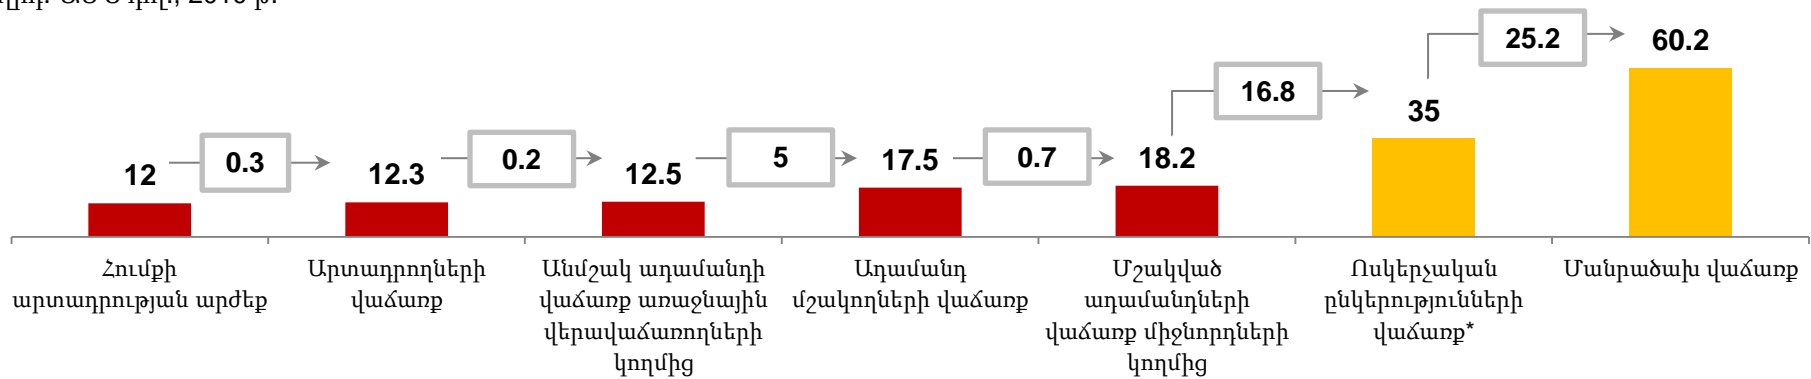 25.2
60.2
16.8
35
12
0.3
12.3
0.2
12.5
5
17.5
0.7
18.2
Հումքի
արտադրության արժեք
Արտադրողների
վաճառք
Անմշակ ադամանդի
վաճառք առաջնային
վերավաճառողների
կողմից
Ադամանդ
մշակողների վաճառք
Մշակված
ադամանդների
վաճառք միջնորդների
կողմից
Ոսկերչական
ընկերությունների
վաճառք*
Մանրածախ վաճառք